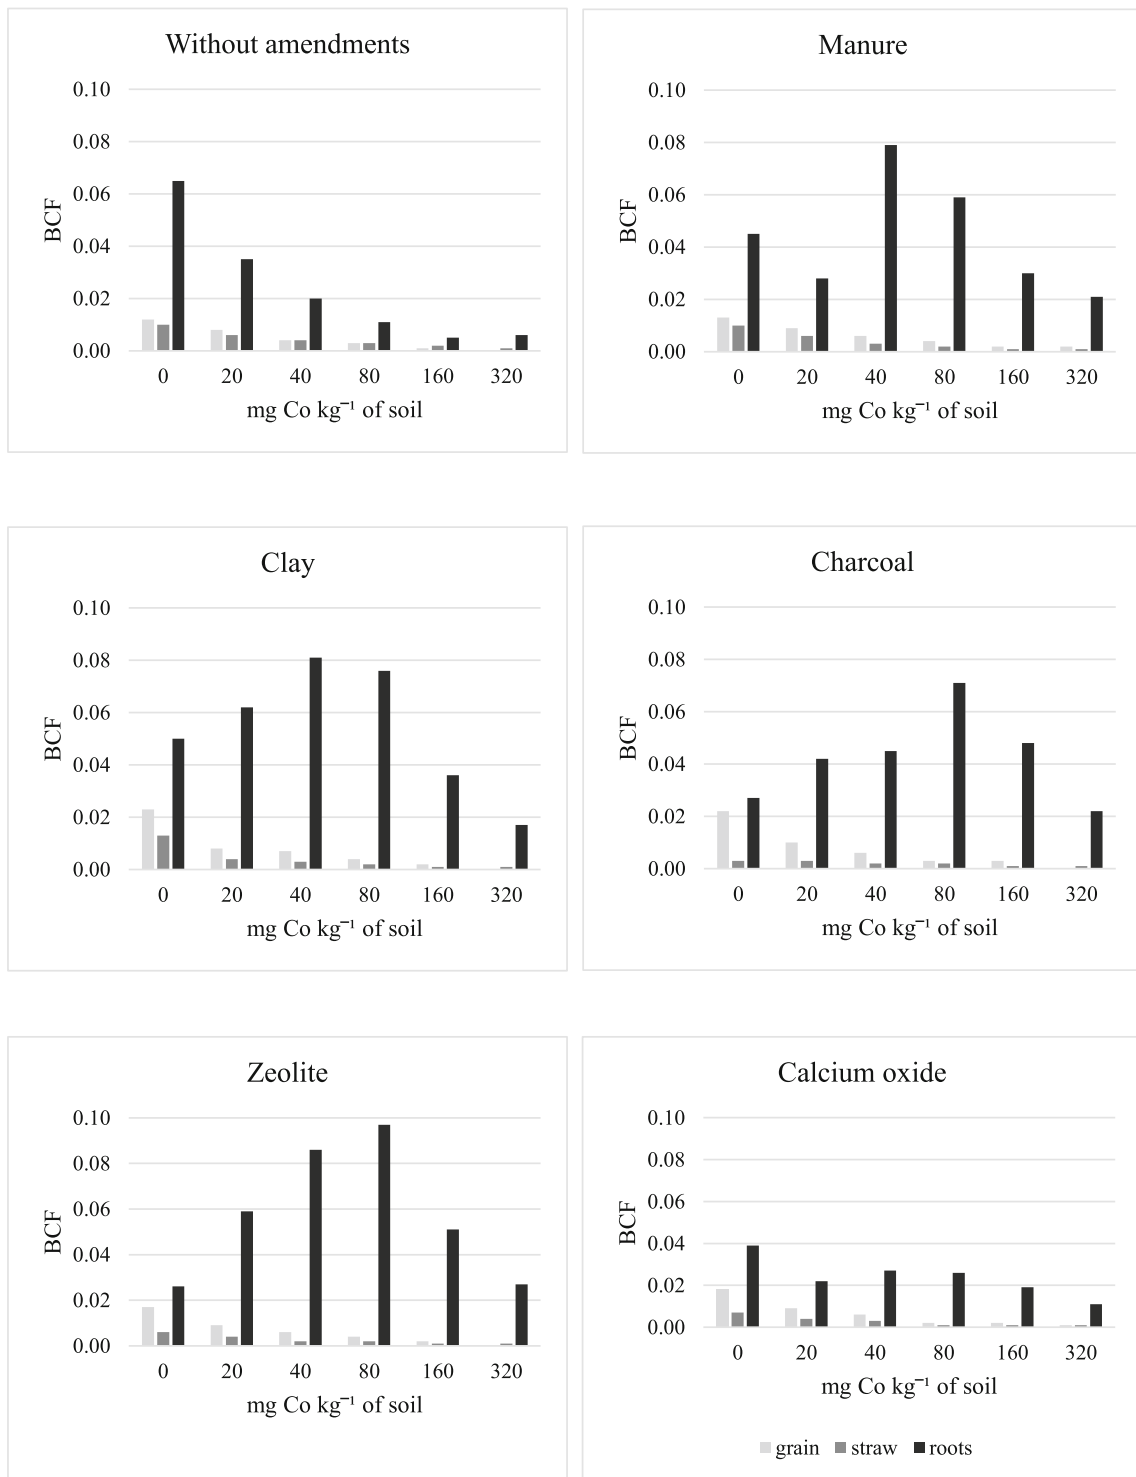 Without amendments
0.10
0.08
0.06
0.04
0.02
0.00
BCF
0 20 40 80 160 320
mg Co kg⁻¹ of soil
Manure
0.10
0.08
0.06
0.04
0.02
0.00
BCF
0 20 40 80 160 320
mg Co kg⁻¹ of soil
Clay
0.10
0.08
0.06
0.04
0.02
0.00
BCF
0 20 40 80 160 320
mg Co kg⁻¹ of soil
Charcoal
0.10
0.08
0.06
0.04
0.02
0.00
BCF
0 20 40 80 160 320
mg Co kg⁻¹ of soil
Zeolite
0.10
0.08
0.06
0.04
0.02
0.00
BCF
0 20 40 80 160 320
mg Co kg⁻¹ of soil
Calcium oxide
0.10
0.08
0.06
0.04
0.02
0.00
BCF
0 20 40 80 160 320
mg Co kg⁻¹ of soil
grain straw roots